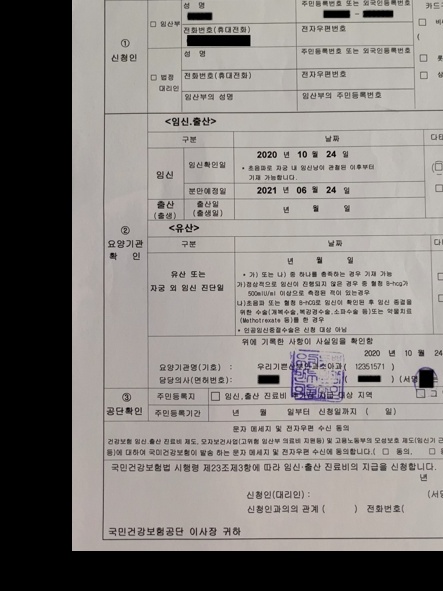 성 명
주민등록번호 또는 외국인등록번호
카드
□ 임산부
전화번호(휴대전화)
전자우편번호
①
신청인
성 명
주민등록번호 또는 외국인등록번호
□ 법정
대리인
전화번호(휴대전화)
전자우편번호
임산부의 성명
임산부의 주민등록번호
<임신.출산>
구분
날짜
다태
임신
임신확인일
2020 년 10 월 24 일
• 초음파로 자궁 내 임신낭이 관찰된 이후부터
기재 가능합니다.
분만예정일
2021 년 06 월 24 일
출산
(출생)
출산일
(출생일)
년 월 일
②
요양기관
확 인
<유산>
구분
날짜
유산 또는
자궁 외 임신 진단일
년 월 일
• 가) 또는 나) 중 하나를 충족하는 경우 기재 가능
가)정상적으로 임신이 진행되지 않은 경우 중 혈청 B-hcg가
500mIU/ml 이상으로 측정된 적이 있는경우
나)초음파 또는 혈청 B-hCG로 임신이 확인된 후 임신 종결을
위한 수술(개복수술,복강경수술,소파수술 등)또는 약물치료
(Methotrexate 등)를 한 경우
• 인공임신중절수술은 신청 대상 아님
위에 기록한 사항이 사실임을 확인함
2020 년 10 월 24
요양기관명(기호) : 우리기쁜산부인과소아과( 12351571 )
담당의사(면허번호):
(서명
③
공단확인
주민등록지
□ 임신.출산 진료비 지급 대상 지역
□ 그
주민등록기간
년 월 일부터 신청일까지 ( 일)
문자 메세지 및 전자우편 수신 동의
건강보험 임신.출산 진료비 제도, 모자보건사업(고위험 임산부 의료비 지원등) 및 고용노동부의 모성보호 제도(임신기 근
등)에 대하여 국민건강보험이 발송 하는 문자 메세지 및 전자우편 수신에 동의합니다.( □ 동의, □
국민건강보험법 시행령 제23조제3항에 따라 임신·출산 진료비의 지급을 신청합니다.
년
신청인(대리인) :
(서명
신청인과의의 관계 ( ) 전화번호(
국민건강보험공단 이사장 귀하